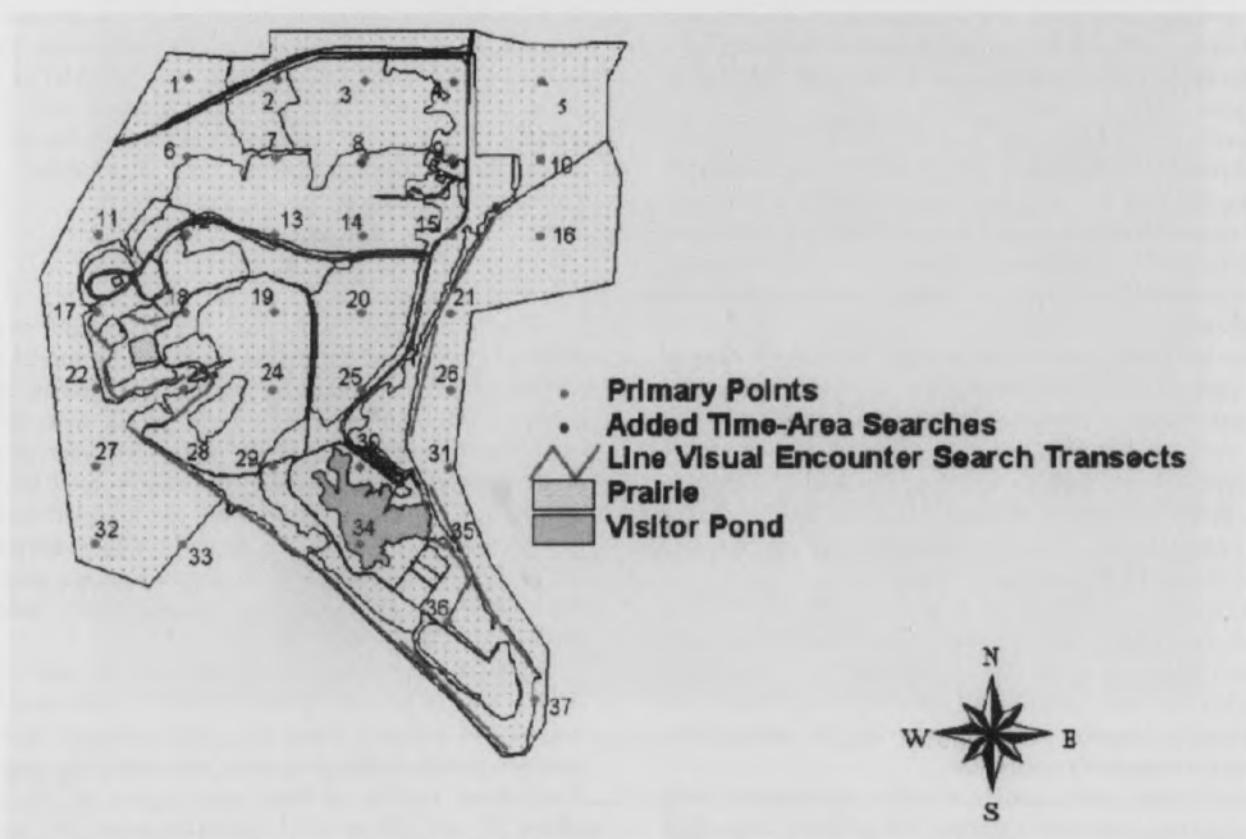 1 2 3 4 5
6 7 8 9 10
11 13 14 15 16
17 18 19 20 21
22 23 24 25 26
27 28 29 30 31
32 33 34 35
36
37
Primary Points
Added Time-Area Searches
Line Visual Encounter Search Transects
Prairie
Visitor Pond
N
W E
S